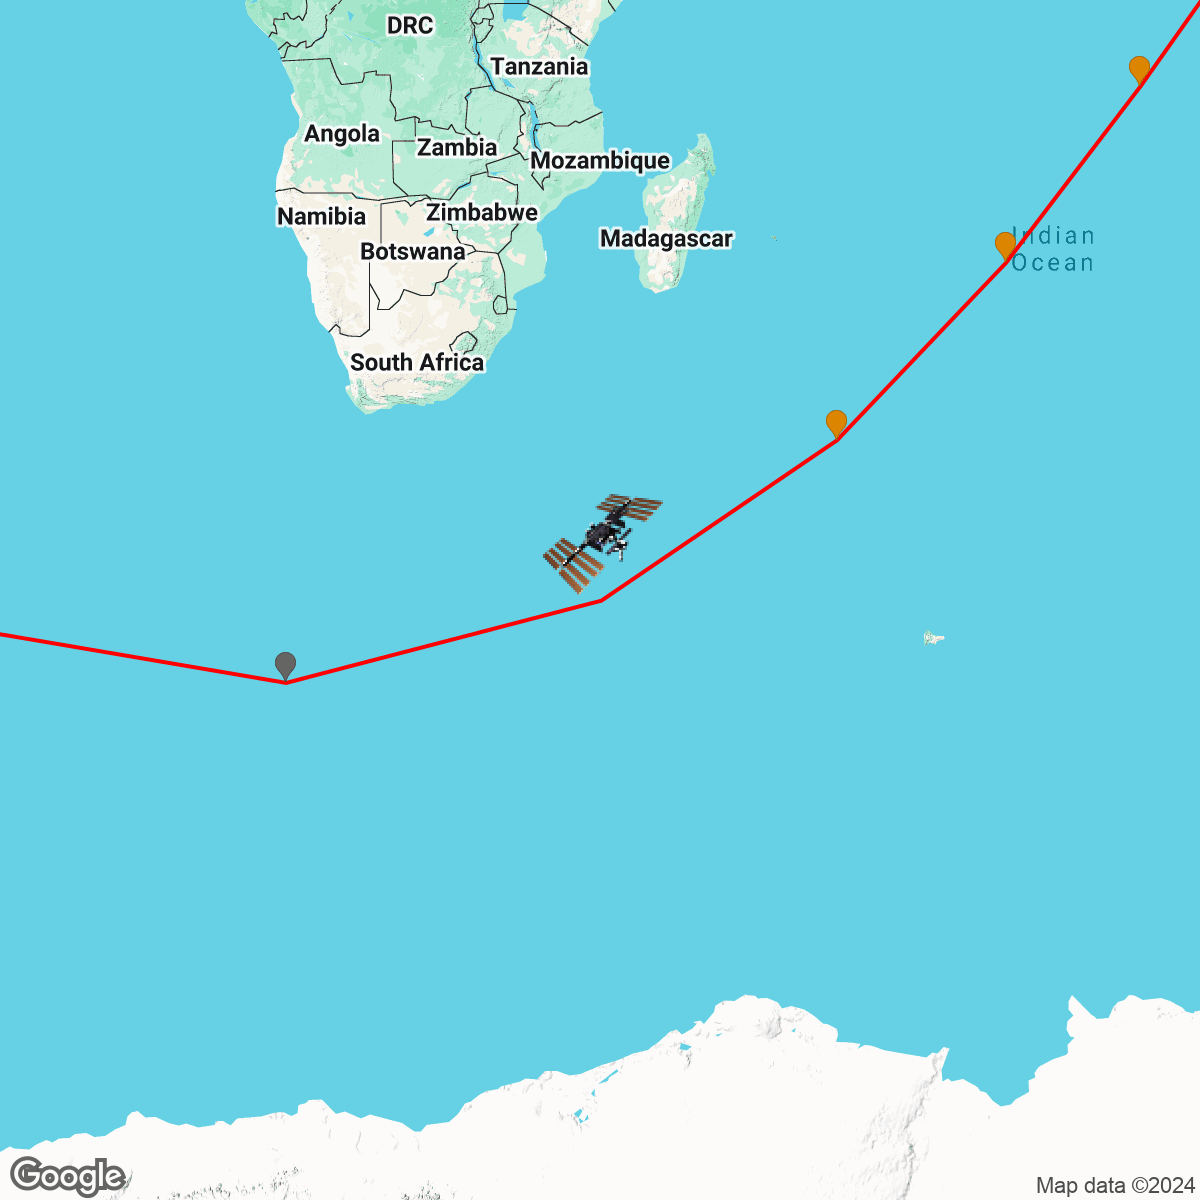 DRC
Tanzania
Angola
Zambia
Mozambique
Namibia
Zimbabwe
Botswana
Madagascar
Indian
Ocean
South Africa
Google
Map data ©2024